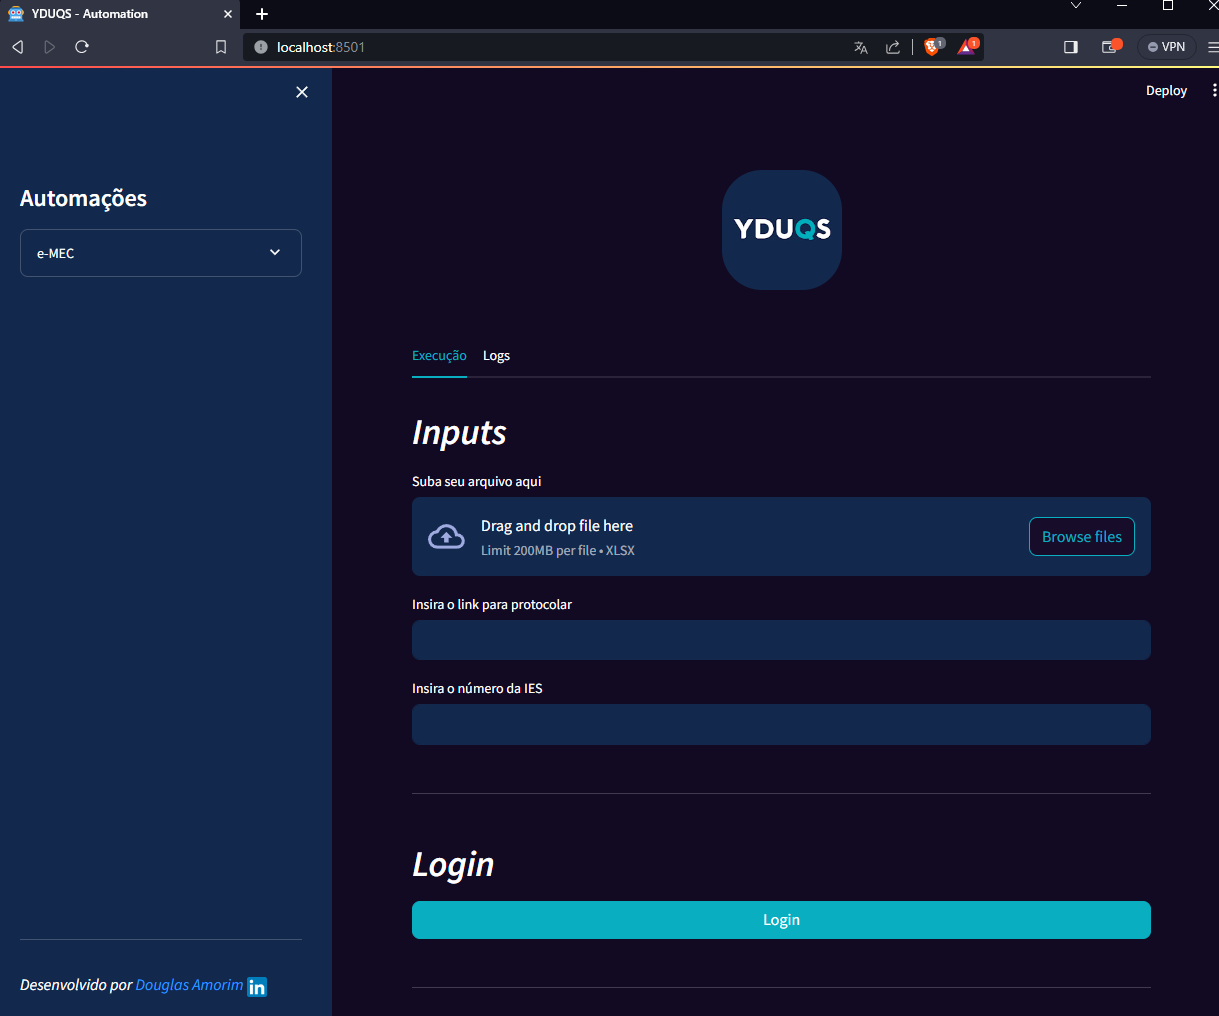 YDUQS - Automation
localhost:8501
1
1
VPN
Deploy
Automações
e-MEC
YDUQS
Execução
Logs
Inputs
Suba seu arquivo aqui
Drag and drop file here
Limit 200MB per file • XLSX
Browse files
Insira o link para protocolar
Insira o número da IES
Login
Login
Desenvolvido por Douglas Amorim in